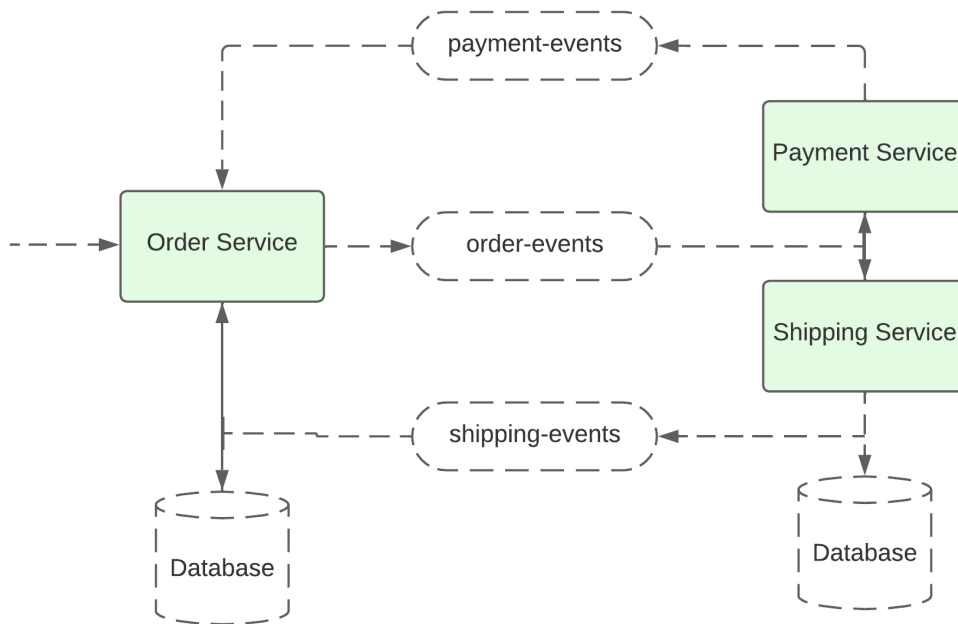 payment-events
Payment Service
Order Service
order-events
Shipping Service
shipping-events
Database
Database